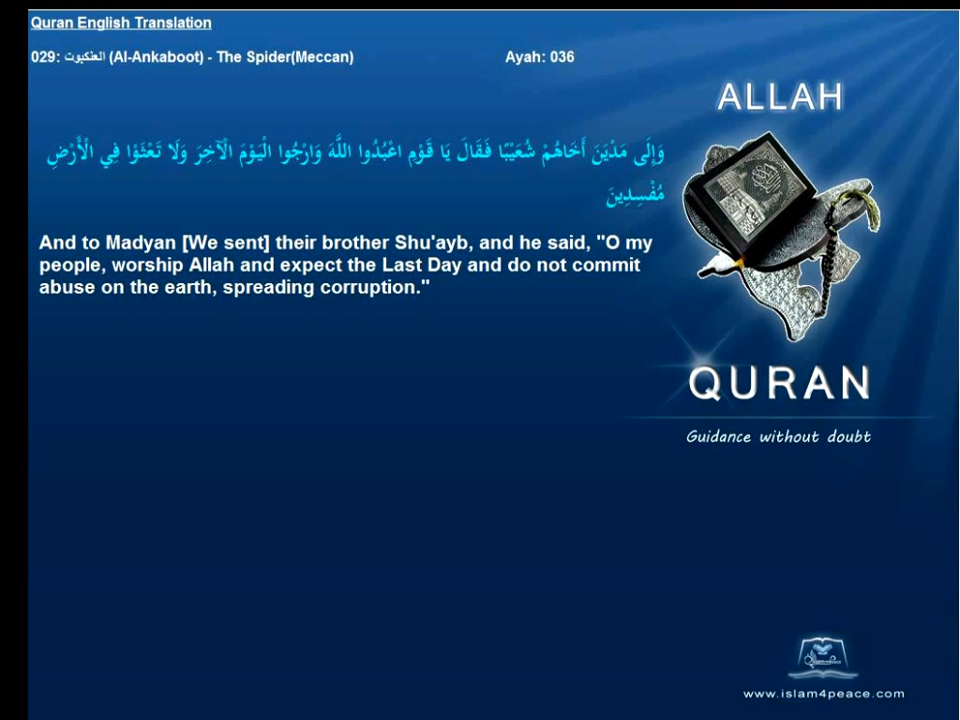 Quran English Translation
029: العنكبوت (Al-Ankaboot) - The Spider(Meccan) Ayah: 036
ALLAH
وَإِلَى مَدْيَنَ أَخَاهُمْ شُعَيْبًا فَقَالَ يَا قَوْمِ اعْبُدُوا اللَّهَ وَارْجُوا الْيَوْمَ الْآخِرَ وَلَا تَعْثَوْا فِي الْأَرْضِ
مُفْسِدِينَ
And to Madyan [We sent] their brother Shu'ayb, and he said, "O my
people, worship Allah and expect the Last Day and do not commit
abuse on the earth, spreading corruption."
QURAN
Guidance without doubt
www.islam4peace.com